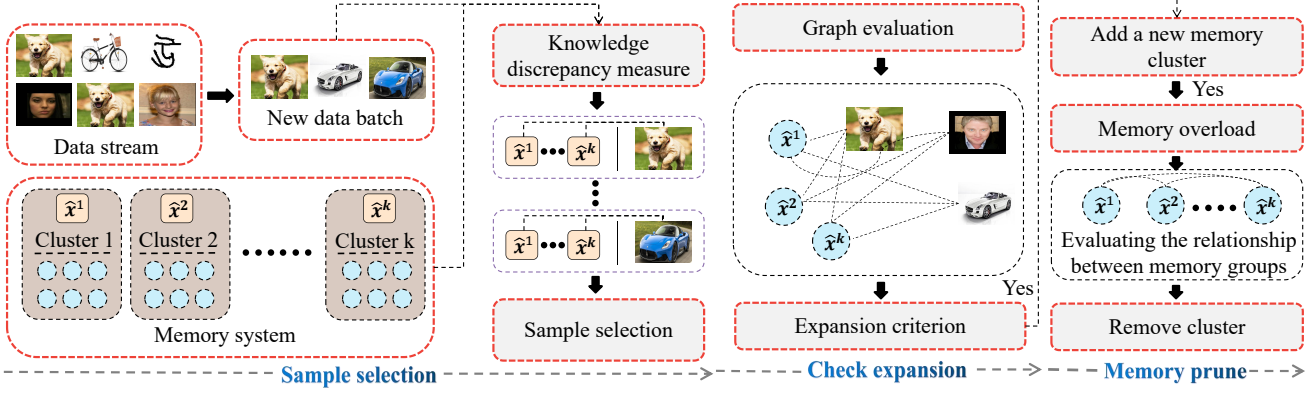 Data stream
New data batch
x̂¹
Cluster 1
x̂²
Cluster 2
x̂ᵏ
Cluster k
Memory system
Knowledge
discrepancy measure
x̂¹ x̂ᵏ
x̂¹ x̂ᵏ
Sample selection
Sample selection
Graph evaluation
x̂¹
x̂²
x̂ᵏ
Expansion criterion
Yes
Check expansion
Add a new memory
cluster
Yes
Memory overload
x̂¹ x̂² x̂ᵏ
Evaluating the relationship
between memory groups
Remove cluster
Memory prune